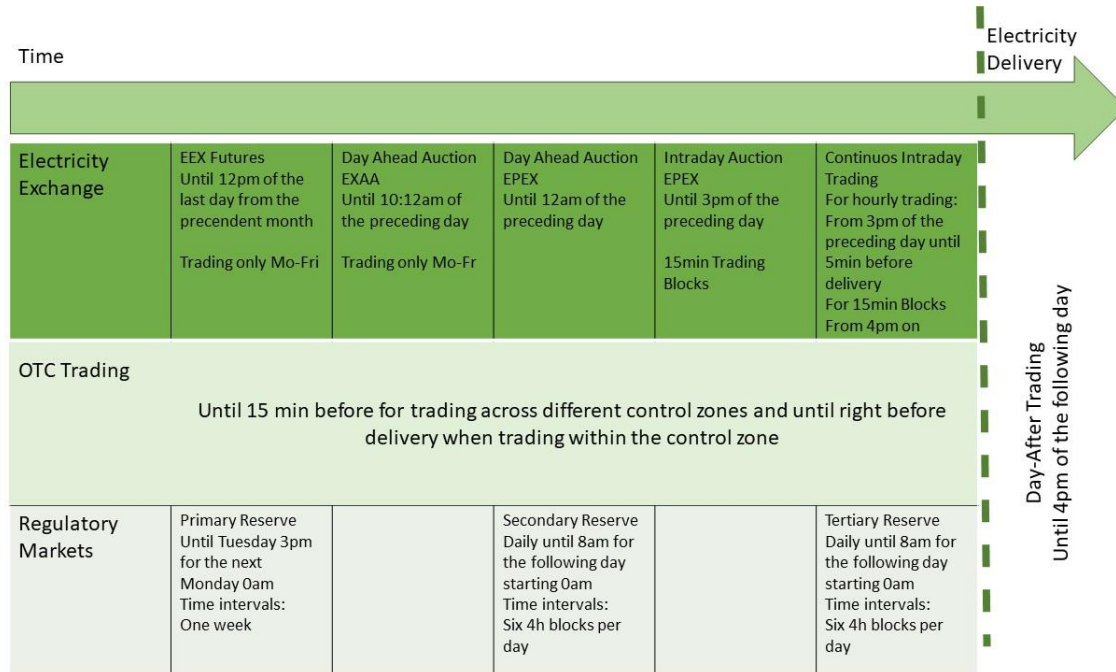 Time
Electricity
Delivery
Electricity
Exchange
EEX Futures
Until 12pm of the
last day from the
precendent month
Trading only Mo-Fri
Day Ahead Auction
EXAA
Until 10:12am of
the preceding day
Trading only Mo-Fr
Day Ahead Auction
EPEX
Until 12am of the
preceding day
Intraday Auction
EPEX
Until 3pm of the
preceding day
15min Trading
Blocks
Continuos Intraday
Trading
For hourly trading:
From 3pm of the
preceding day until
5min before
delivery
For 15min Blocks
From 4pm on
OTC Trading
Until 15 min before for trading across different control zones and until right before
delivery when trading within the control zone
Regulatory
Markets
Primary Reserve
Until Tuesday 3pm
for the next
Monday 0am
Time intervals:
One week
Secondary Reserve
Daily until 8am for
the following day
starting 0am
Time intervals:
Six 4h blocks per
day
Tertiary Reserve
Daily until 8am for
the following day
starting 0am
Time intervals:
Six 4h blocks per
day
Day-After Trading
Until 4pm of the following day